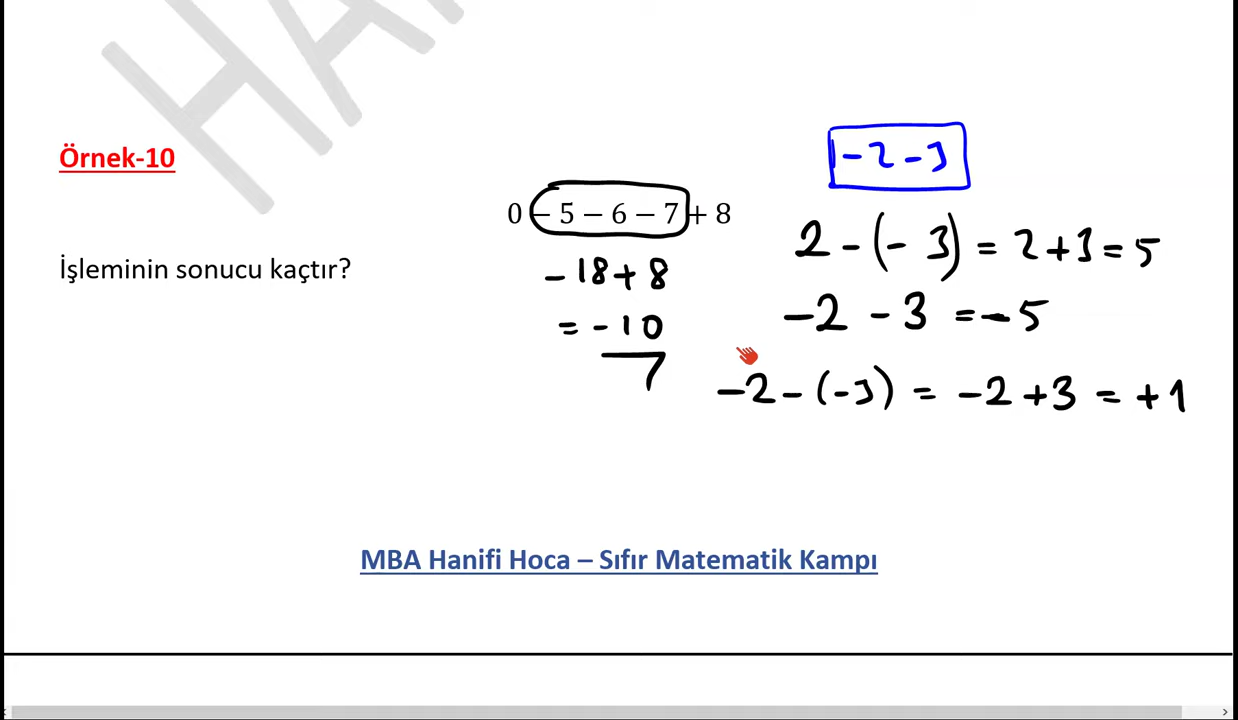 HA
Örnek-10
0 − 5 − 6 − 7 + 8
İşleminin sonucu kaçtır?
-18+8
= -10
-2-3
2-(-3) = 2+3 = 5
-2 - 3 = -5
-2-(-3) = -2+3 = +1
MBA Hanifi Hoca – Sıfır Matematik Kampı